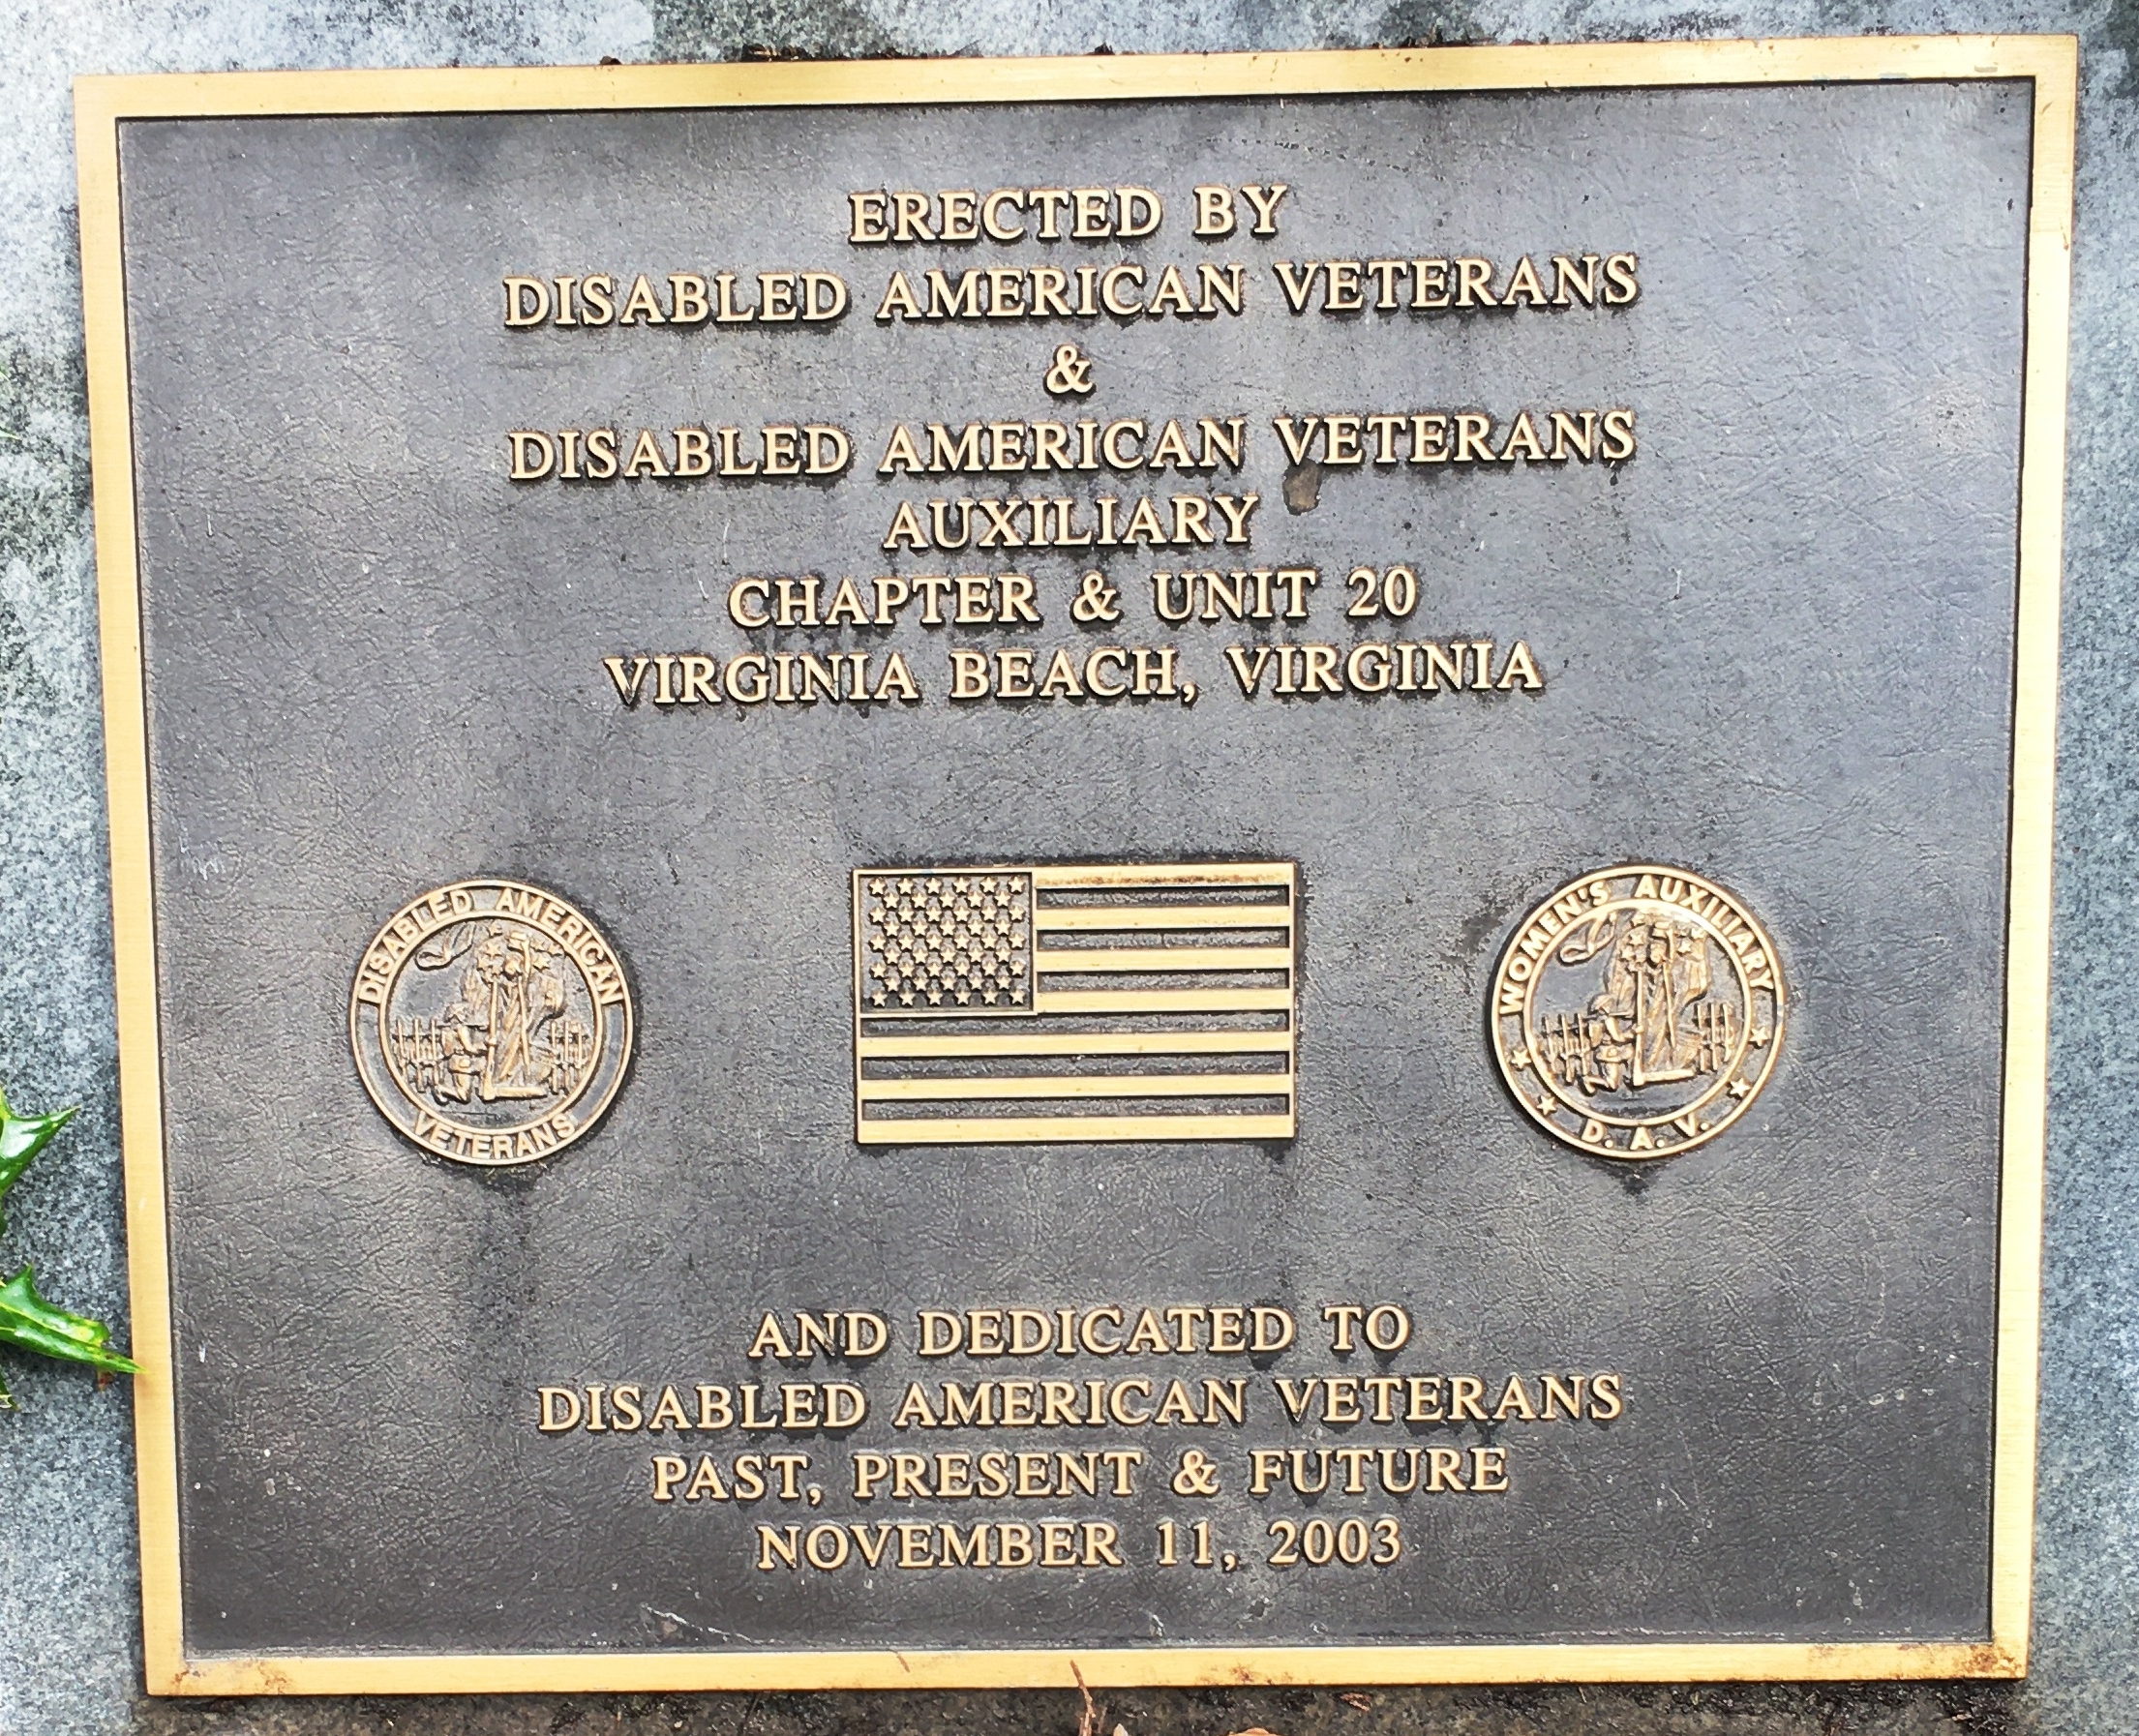 ERECTED BY
DISABLED AMERICAN VETERANS
&
DISABLED AMERICAN VETERANS
AUXILIARY
CHAPTER & UNIT 20
VIRGINIA BEACH, VIRGINIA
DISABLED AMERICAN
VETERANS
WOMEN'S AUXILIARY
D. A. V.
AND DEDICATED TO
DISABLED AMERICAN VETERANS
PAST, PRESENT & FUTURE
NOVEMBER 11, 2003